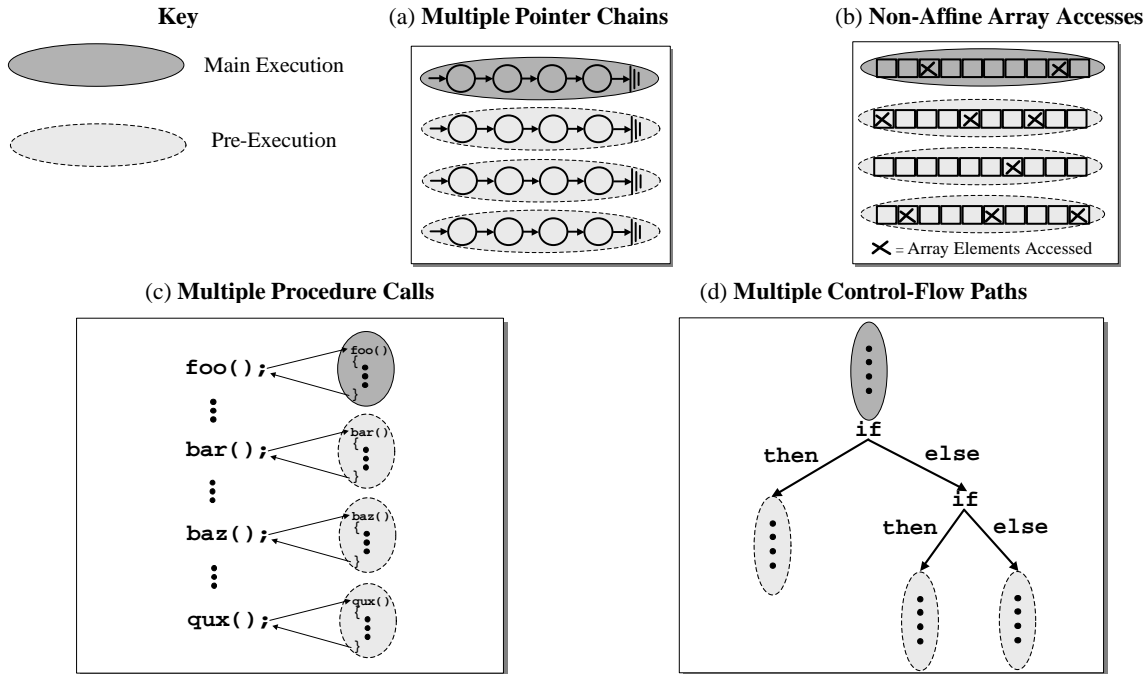 Key
Main Execution
Pre-Execution
(a) Multiple Pointer Chains
(b) Non-Affine Array Accesses
= Array Elements Accessed
(c) Multiple Procedure Calls
foo();
foo()
{
}
bar();
bar()
{
}
baz();
baz()
{
}
qux();
qux()
{
}
(d) Multiple Control-Flow Paths
if
then
else
if
then
else